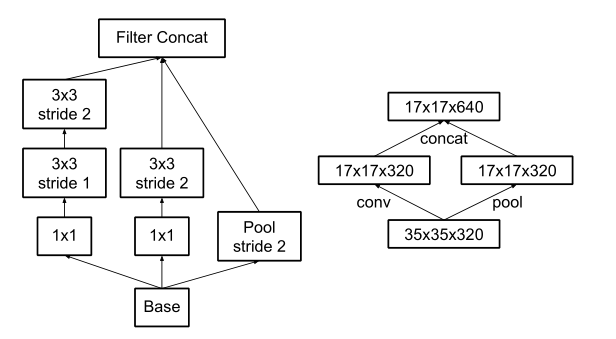 Filter Concat
3x3
stride 2
3x3
stride 1
3x3
stride 2
1x1
1x1
Pool
stride 2
Base
17x17x640
concat
17x17x320
17x17x320
conv
pool
35x35x320